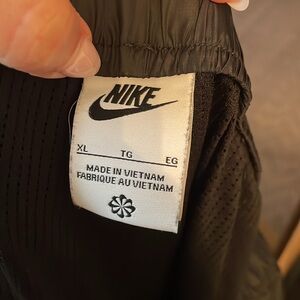 NIKE
XL TG EG
MADE IN VIETNAM
FABRIQUE AU VIETNAM